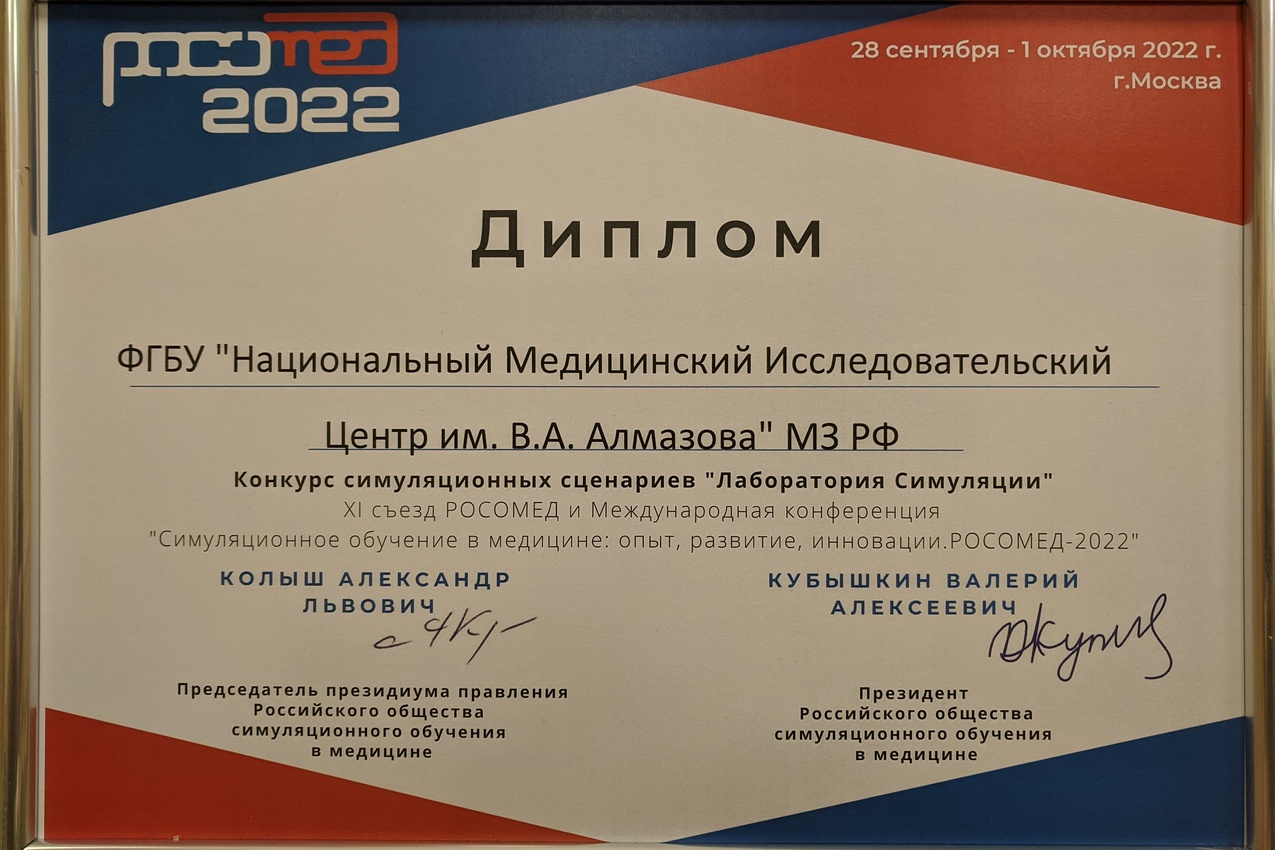 росомед
2022
28 сентября - 1 октября 2022 г.
г.Москва
Диплом
ФГБУ "Национальный Медицинский Исследовательский
Центр им. В.А. Алмазова" МЗ РФ
Конкурс симуляционных сценариев "Лаборатория Симуляции"
XI съезд РОСОМЕД и Международная конференция
"Симуляционное обучение в медицине: опыт, развитие, инновации.РОСОМЕД-2022"
КОЛЫШ АЛЕКСАНДР
ЛЬВОВИЧ
Председатель президиума правления
Российского общества
симуляционного обучения
в медицине
КУБЫШКИН ВАЛЕРИЙ
АЛЕКСЕЕВИЧ
Президент
Российского общества
симуляционного обучения
в медицине